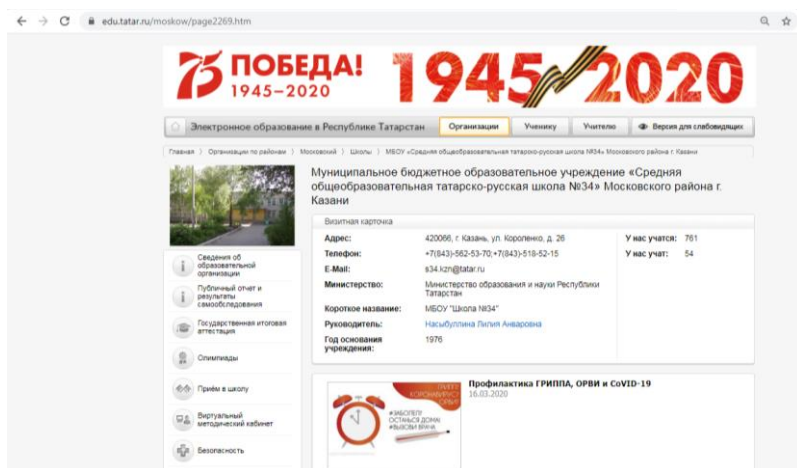 edu.tatar.ru/moskow/page2269.htm
75 ПОБЕДА!
1945–2020
1945 2020
Электронное образование в Республике Татарстан
Организации
Ученику
Учителю
Версия для слабовидящих
Главная 〉 Организации по районам 〉 Московский 〉 Школы 〉 МБОУ «Средняя общеобразовательная татарско-русская школа №34» Московского района г. Казани
Муниципальное бюджетное образовательное учреждение «Средняя
общеобразовательная татарско-русская школа №34» Московского района г.
Казани
Визитная карточка
Адрес: 420066, г. Казань, ул. Короленко, д. 26
Телефон: +7(843)-562-53-70;+7(843)-518-52-15
E-Mail: s34.kzn@tatar.ru
Министерство: Министерство образования и науки Республики
Татарстан
Короткое название: МБОУ "Школа №34"
Руководитель: Насыбуллина Лилия Анваровна
Год основания
учреждения: 1976
У нас учатся: 761
У нас учат: 54
Сведения об
образовательной
организации
Публичный отчет и
результаты
самообследования
Государственная итоговая
аттестация
Олимпиады
Приём в школу
Виртуальный
методический кабинет
Безопасность
ГРИПП
КОРОНАВИРУС
ОРВИ
#ЗАБОЛЕЛ?
ОСТАНЬСЯ ДОМА!
#ВЫЗОВИ ВРАЧА
Профилактика ГРИППА, ОРВИ и CoVID-19
16.03.2020